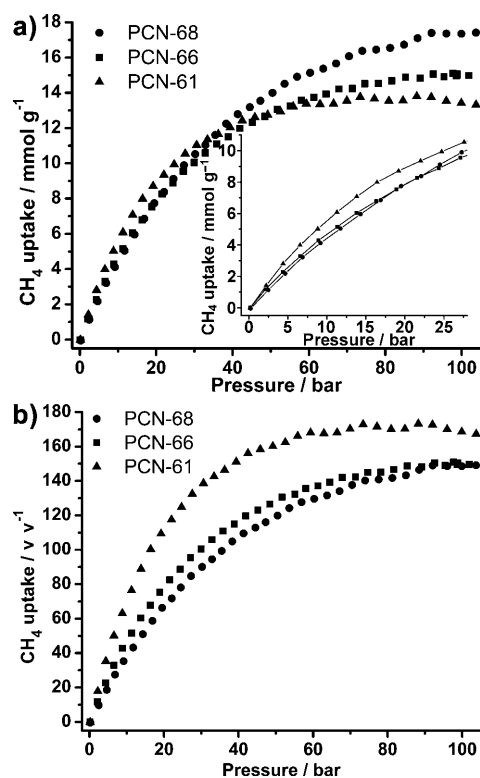 a)
PCN-68
PCN-66
PCN-61
CH4 uptake / mmol g-1
18
16
14
12
10
8
6
4
2
0
0 20 40 60 80 100
Pressure / bar
CH4 uptake / mmol g-1
10
8
6
4
2
0
0 5 10 15 20 25
Pressure / bar
b)
PCN-68
PCN-66
PCN-61
CH4 uptake / v v-1
180
160
140
120
100
80
60
40
20
0
0 20 40 60 80 100
Pressure / bar